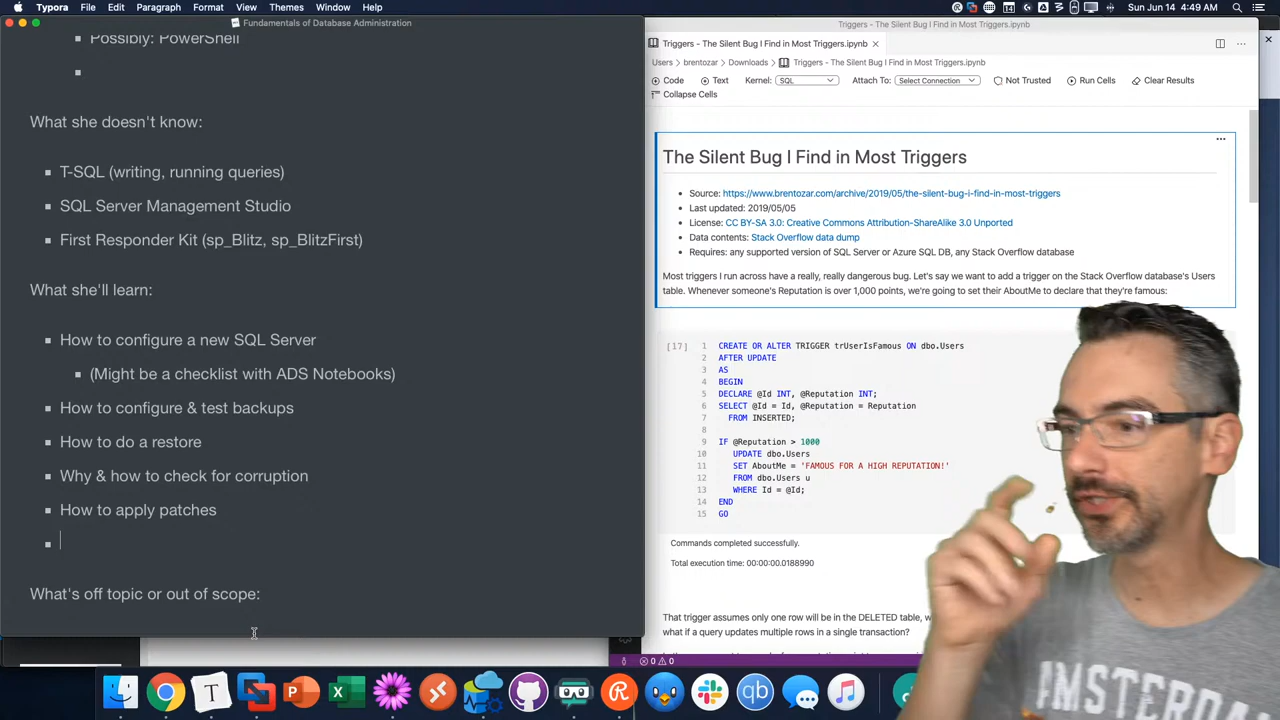 Typora File Edit Paragraph Format View Themes Window Help
Sun Jun 14 4:49 AM
Fundamentals of Database Administration
Possibly: PowerShell
What she doesn't know:
T-SQL (writing, running queries)
SQL Server Management Studio
First Responder Kit (sp_Blitz, sp_BlitzFirst)
What she'll learn:
How to configure a new SQL Server
(Might be a checklist with ADS Notebooks)
How to configure & test backups
How to do a restore
Why & how to check for corruption
How to apply patches
What's off topic or out of scope:
Triggers - The Silent Bug I Find in Most Triggers.ipynb
Triggers - The Silent Bug I Find in Most Triggers.ipynb
Users > brentozar > Downloads > Triggers - The Silent Bug I Find in Most Triggers.ipynb
Code Text Kernel: SQL Attach To: Select Connection Not Trusted Run Cells Clear Results
Collapse Cells
The Silent Bug I Find in Most Triggers
Source: https://www.brentozar.com/archive/2019/05/the-silent-bug-i-find-in-most-triggers
Last updated: 2019/05/05
License: CC BY-SA 3.0: Creative Commons Attribution-ShareAlike 3.0 Unported
Data contents: Stack Overflow data dump
Requires: any supported version of SQL Server or Azure SQL DB, any Stack Overflow database
Most triggers I run across have a really, really dangerous bug. Let's say we want to add a trigger on the Stack Overflow database's Users
table. Whenever someone's Reputation is over 1,000 points, we're going to set their AboutMe to declare that they're famous:
[17] 1 CREATE OR ALTER TRIGGER trUserIsFamous ON dbo.Users
2 AFTER UPDATE
3 AS
4 BEGIN
5 DECLARE @Id INT, @Reputation INT;
6 SELECT @Id = Id, @Reputation = Reputation
7 FROM INSERTED;
8
9 IF @Reputation > 1000
10 UPDATE dbo.Users
11 SET AboutMe = 'FAMOUS FOR A HIGH REPUTATION!'
12 FROM dbo.Users u
13 WHERE Id = @Id;
14 END
15 GO
Commands completed successfully.
Total execution time: 00:00:00.0188990
That trigger assumes only one row will be in the DELETED table,
what if a query updates multiple rows in a single transaction?
0 0
T P X qb
AMSTERDA